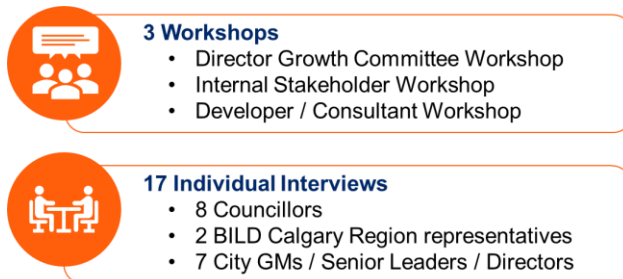 3 Workshops
• Director Growth Committee Workshop
• Internal Stakeholder Workshop
• Developer / Consultant Workshop
17 Individual Interviews
• 8 Councillors
• 2 BILD Calgary Region representatives
• 7 City GMs / Senior Leaders / Directors